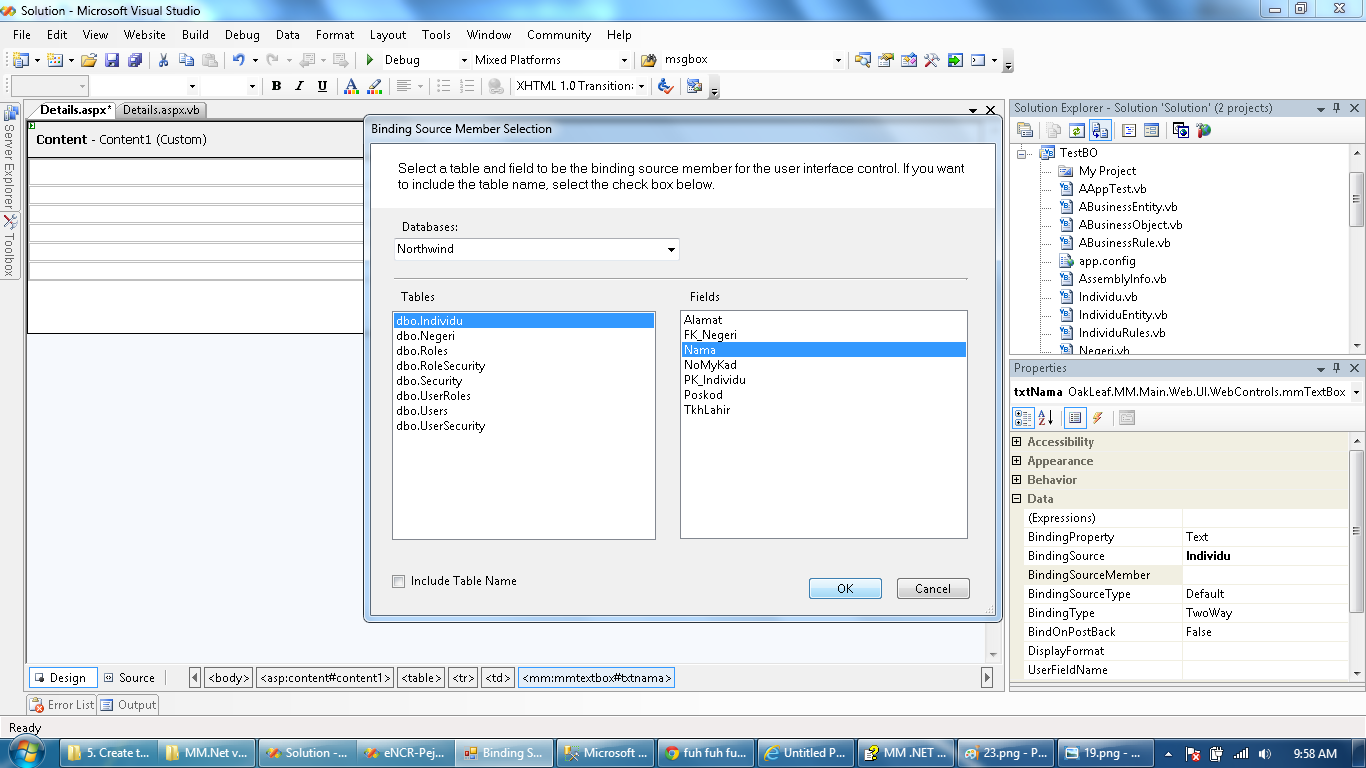 Solution - Microsoft Visual Studio
File Edit View Website Build Debug Data Format Layout Tools Window Community Help
Debug Mixed Platforms msgbox
B I U A XHTML 1.0 Transition:
Details.aspx* Details.aspx.vb
Server Explorer
Toolbox
Content - Content1 (Custom)
Binding Source Member Selection
Select a table and field to be the binding source member for the user interface control. If you want
to include the table name, select the check box below.
Databases:
Northwind
Tables
dbo.Individu
dbo.Negeri
dbo.Roles
dbo.RoleSecurity
dbo.Security
dbo.UserRoles
dbo.Users
dbo.UserSecurity
Fields
Alamat
FK_Negeri
Nama
NoMyKad
PK_Individu
Poskod
TkhLahir
Include Table Name
OK Cancel
Solution Explorer - Solution 'Solution' (2 projects)
TestBO
My Project
AAppTest.vb
ABusinessEntity.vb
ABusinessObject.vb
ABusinessRule.vb
app.config
AssemblyInfo.vb
Individu.vb
IndividuEntity.vb
IndividuRules.vb
Negeri.vb
Properties
txtNama OakLeaf.MM.Main.Web.UI.WebControls.mmTextBox
Accessibility
Appearance
Behavior
Data
(Expressions)
BindingProperty Text
BindingSource Individu
BindingSourceMember
BindingSourceType Default
BindingType TwoWay
BindOnPostBack False
DisplayFormat
UserFieldName
Design Source <body> <asp:content#content1> <table> <tr> <td> <mm:mmtextbox#txtnama>
Error List Output
Ready
5. Create t... MM.Net v... Solution -... eNCR-Pej... Binding S... Microsoft ... fuh fuh fu... Untitled P... MM .NET ... 23.png - P... 19.png - ... 9:58 AM